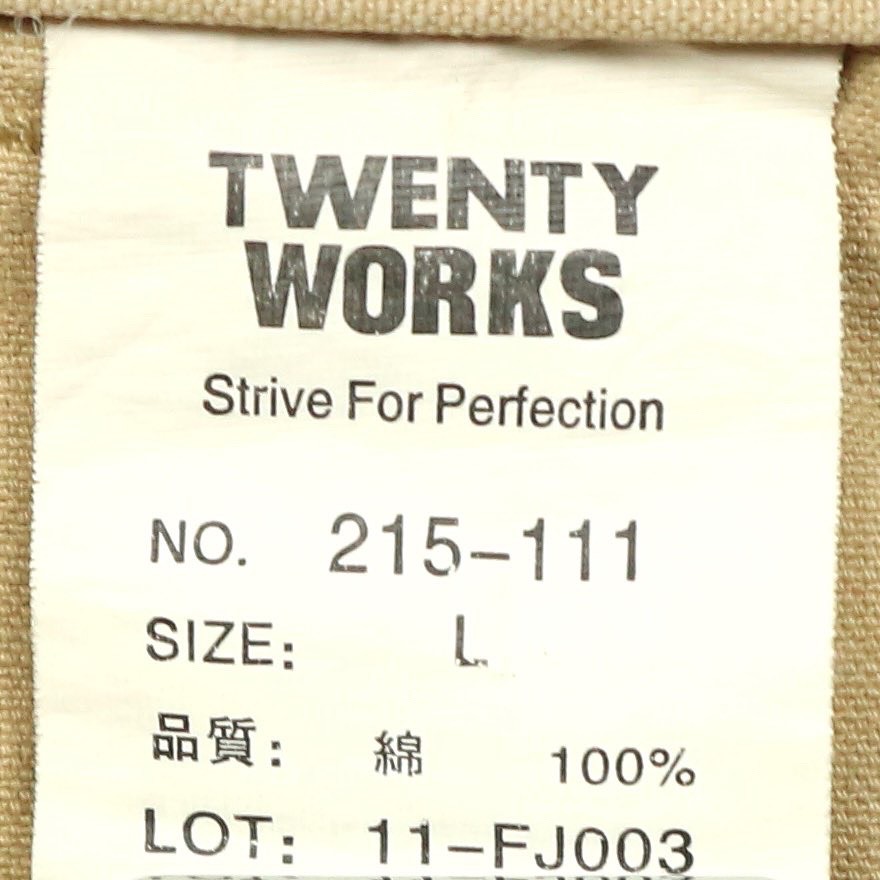 TWENTY
WORKS
Strive For Perfection
NO. 215-111
SIZE: L
品質: 綿 100%
LOT: 11-FJ003